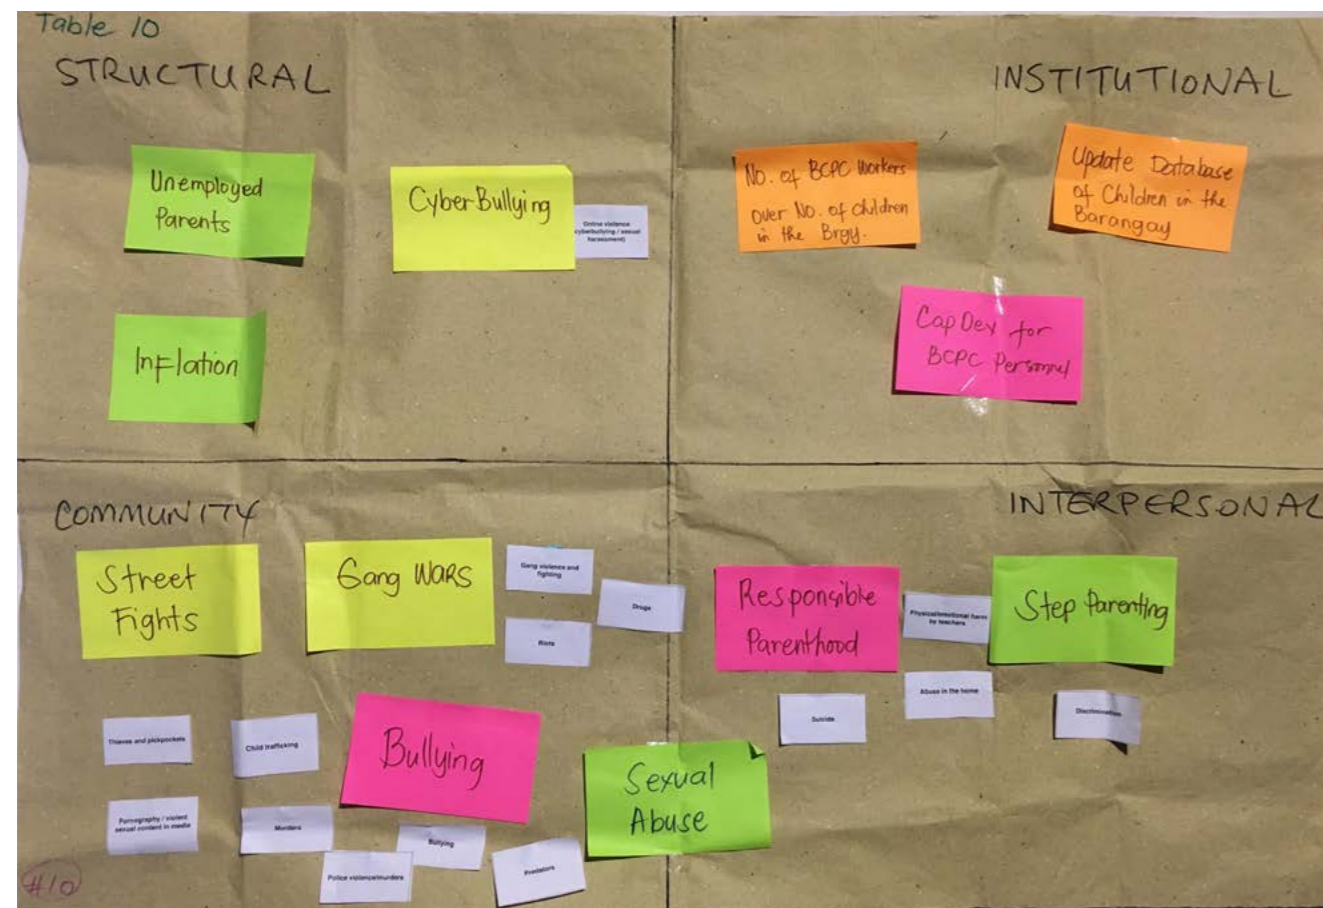 Table 10
STRUCTURAL
Unemployed
Parents
CyberBullying
Online violence
(cyberbullying / sexual
harassment)
Inflation
INSTITUTIONAL
No. of BCPC Workers
over No. of children
in the Brgy.
Update Database
of Children in the
Barangay
CapDev for
BCPC Personnel
COMMUNITY
Street
Fights
Gang WARS
Gang violence and
fighting
Drugs
Riots
Thieves and pickpockets
Child trafficking
Bullying
Sexual
Abuse
Pornography / violent
sexual content in media
Murders
Bullying
Police violence/murders
Predators
#10
INTERPERSONAL
Responsible
Parenthood
Physical/emotional harm
by teachers
Step Parenting
Suicide
Abuse in the home
Discrimination